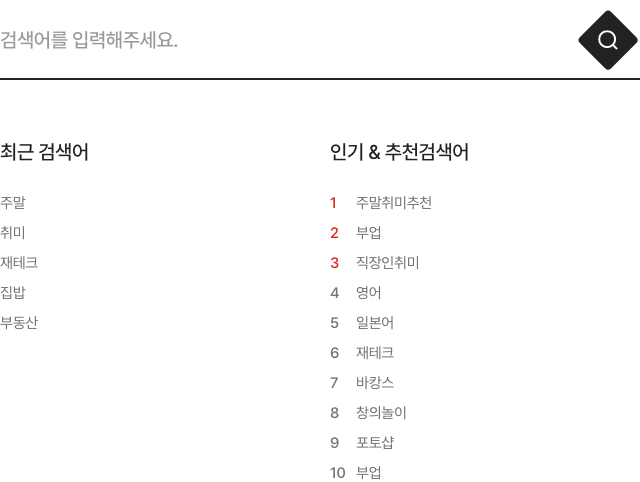 검색어를 입력해주세요.
최근 검색어
주말
취미
재테크
집밥
부동산
인기 & 추천검색어
1 주말취미추천
2 부업
3 직장인취미
4 영어
5 일본어
6 재테크
7 바캉스
8 창의놀이
9 포토샵
10 부업